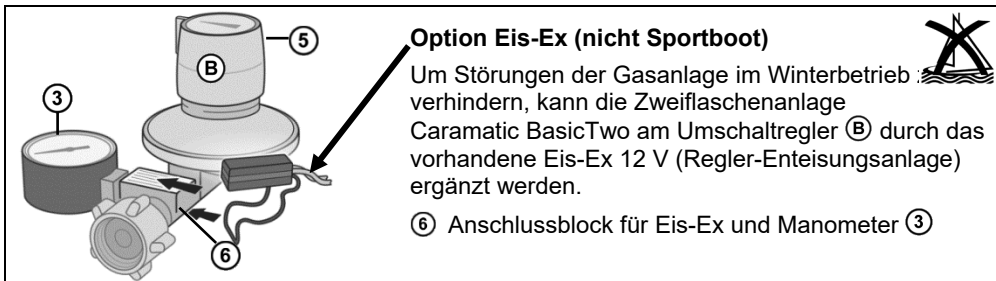 Option Eis-Ex (nicht Sportboot)
Um Störungen der Gasanlage im Winterbetrieb
verhindern, kann die Zweiflaschenanlage
Caramatic BasicTwo am Umschaltregler Ⓑ durch das
vorhandene Eis-Ex 12 V (Regler-Enteisungsanlage)
ergänzt werden.
⑥ Anschlussblock für Eis-Ex und Manometer ③
⑤
B
③
⑥